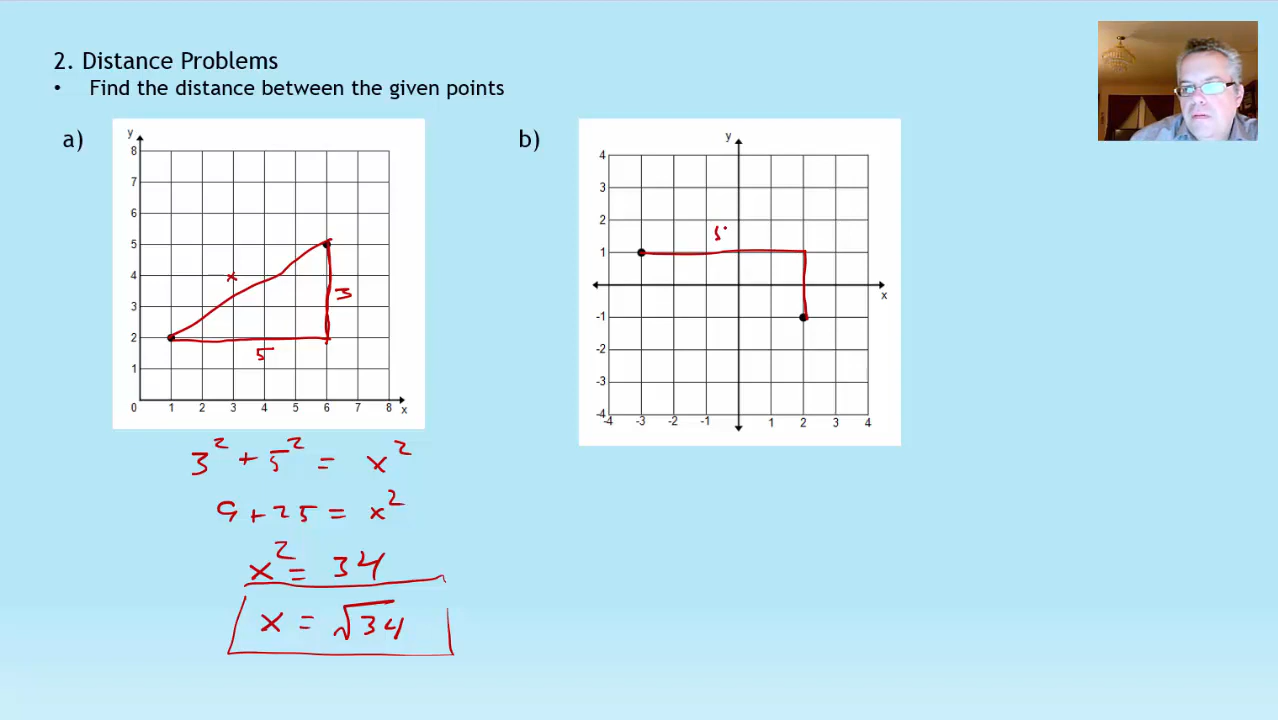 2. Distance Problems
• Find the distance between the given points
a)
y
8
7
6
5
4
3
2
1
0 1 2 3 4 5 6 7 8 x
x
3
5
3² + 5² = x²
9 + 25 = x²
x² = 34
x = √34
b)
y
4
3
2
1
-1
-2
-3
-4
-4 -3 -2 -1 1 2 3 4
x
5